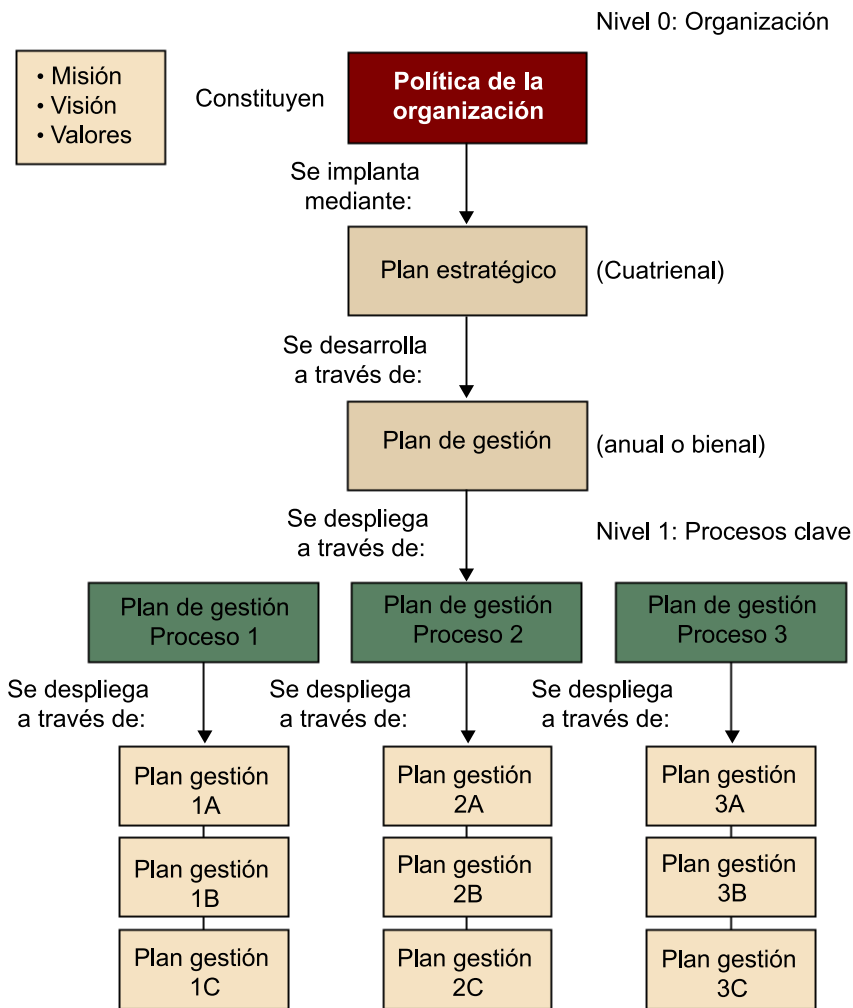 Nivel 0: Organización
• Misión
• Visión
• Valores
Constituyen
Política de la
organización
Se implanta
mediante:
Plan estratégico
(Cuatrienal)
Se desarrolla
a través de:
Plan de gestión
(anual o bienal)
Se despliega
a través de:
Nivel 1: Procesos clave
Plan de gestión
Proceso 1
Plan de gestión
Proceso 2
Plan de gestión
Proceso 3
Se despliega
a través de:
Se despliega
a través de:
Se despliega
a través de:
Plan gestión
1A
Plan gestión
2A
Plan gestión
3A
Plan gestión
1B
Plan gestión
2B
Plan gestión
3B
Plan gestión
1C
Plan gestión
2C
Plan gestión
3C